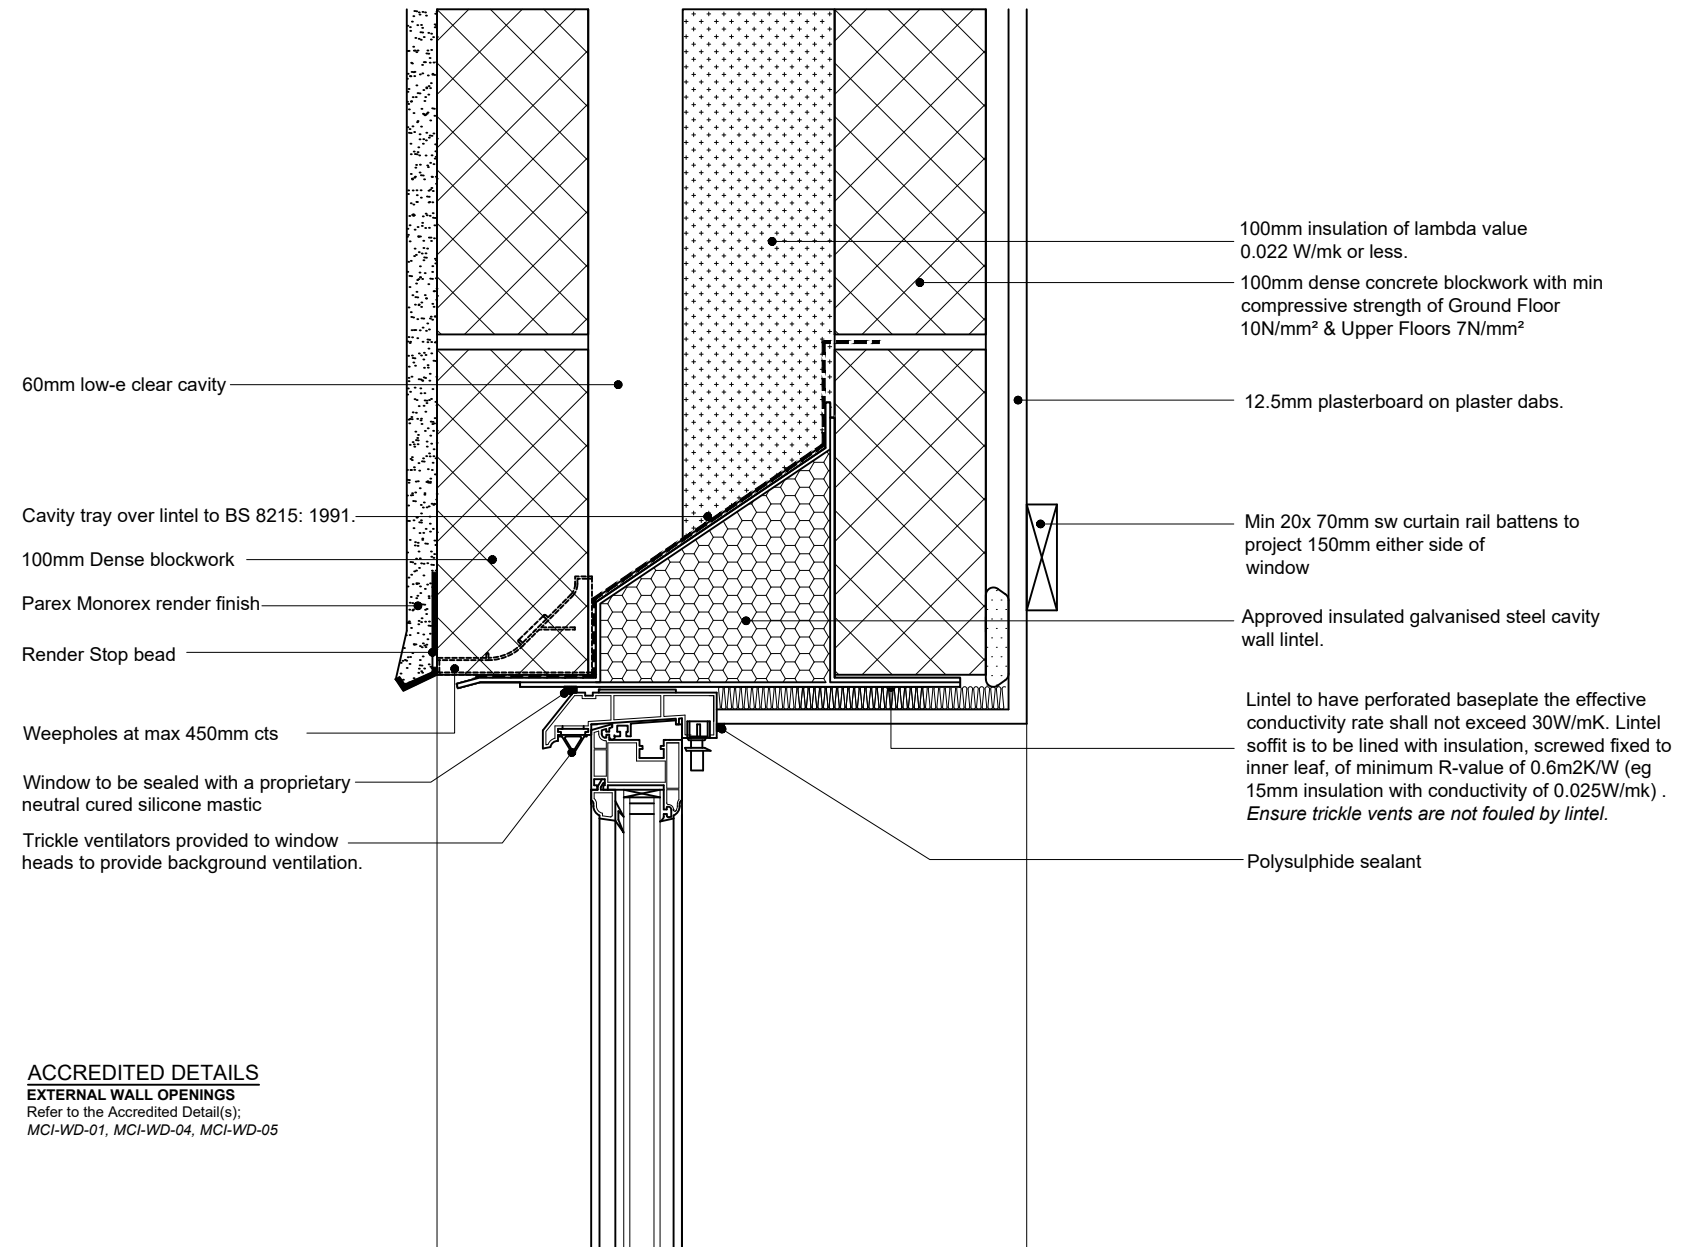 60mm low-e clear cavity
Cavity tray over lintel to BS 8215: 1991.
100mm Dense blockwork
Parex Monorex render finish
Render Stop bead
Weepholes at max 450mm cts
Window to be sealed with a proprietary
neutral cured silicone mastic
Trickle ventilators provided to window
heads to provide background ventilation.
100mm insulation of lambda value
0.022 W/mk or less.
100mm dense concrete blockwork with min
compressive strength of Ground Floor
10N/mm² & Upper Floors 7N/mm²
12.5mm plasterboard on plaster dabs.
Min 20x 70mm sw curtain rail battens to
project 150mm either side of
window
Approved insulated galvanised steel cavity
wall lintel.
Lintel to have perforated baseplate the effective
conductivity rate shall not exceed 30W/mK. Lintel
soffit is to be lined with insulation, screwed fixed to
inner leaf, of minimum R-value of 0.6m2K/W (eg
15mm insulation with conductivity of 0.025W/mk) .
Ensure trickle vents are not fouled by lintel.
Polysulphide sealant
ACCREDITED DETAILS
EXTERNAL WALL OPENINGS
Refer to the Accredited Detail(s);
MCI-WD-01, MCI-WD-04, MCI-WD-05